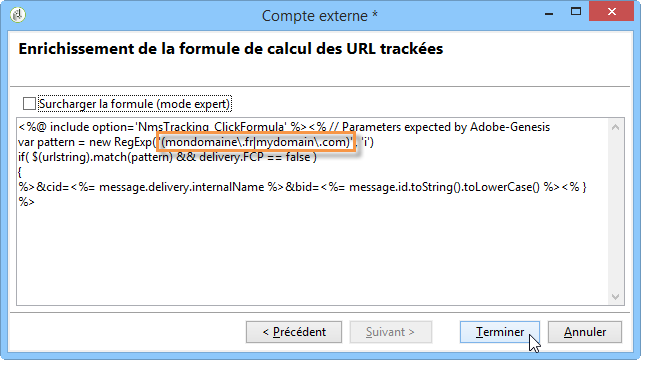 Compte externe *
Enrichissement de la formule de calcul des URL trackées
Surcharger la formule (mode expert)
<%@ include option='NmsTracking_ClickFormula' %><% // Parameters expected by Adobe-Genesis
var pattern = new RegExp("(mondomaine\.fr|mydomain\.com)", 'i')
if( $(urlstring).match(pattern) && delivery.FCP == false )
{
%>&cid=<%= message.delivery.internalName %>&bid=<%= message.id.toString().toLowerCase() %><% }
%>
< Précédent Suivant > Terminer Annuler